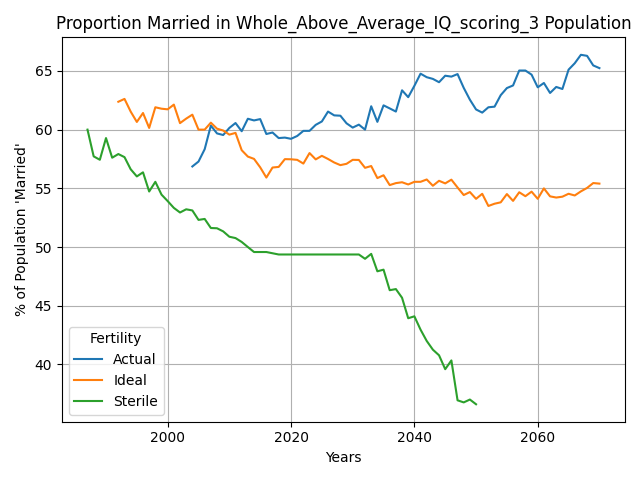 Proportion Married in Whole_Above_Average_IQ_scoring_3 Population
% of Population 'Married'
65
60
55
50
45
40
Fertility
Actual
Ideal
Sterile
2000 2020 2040 2060
Years